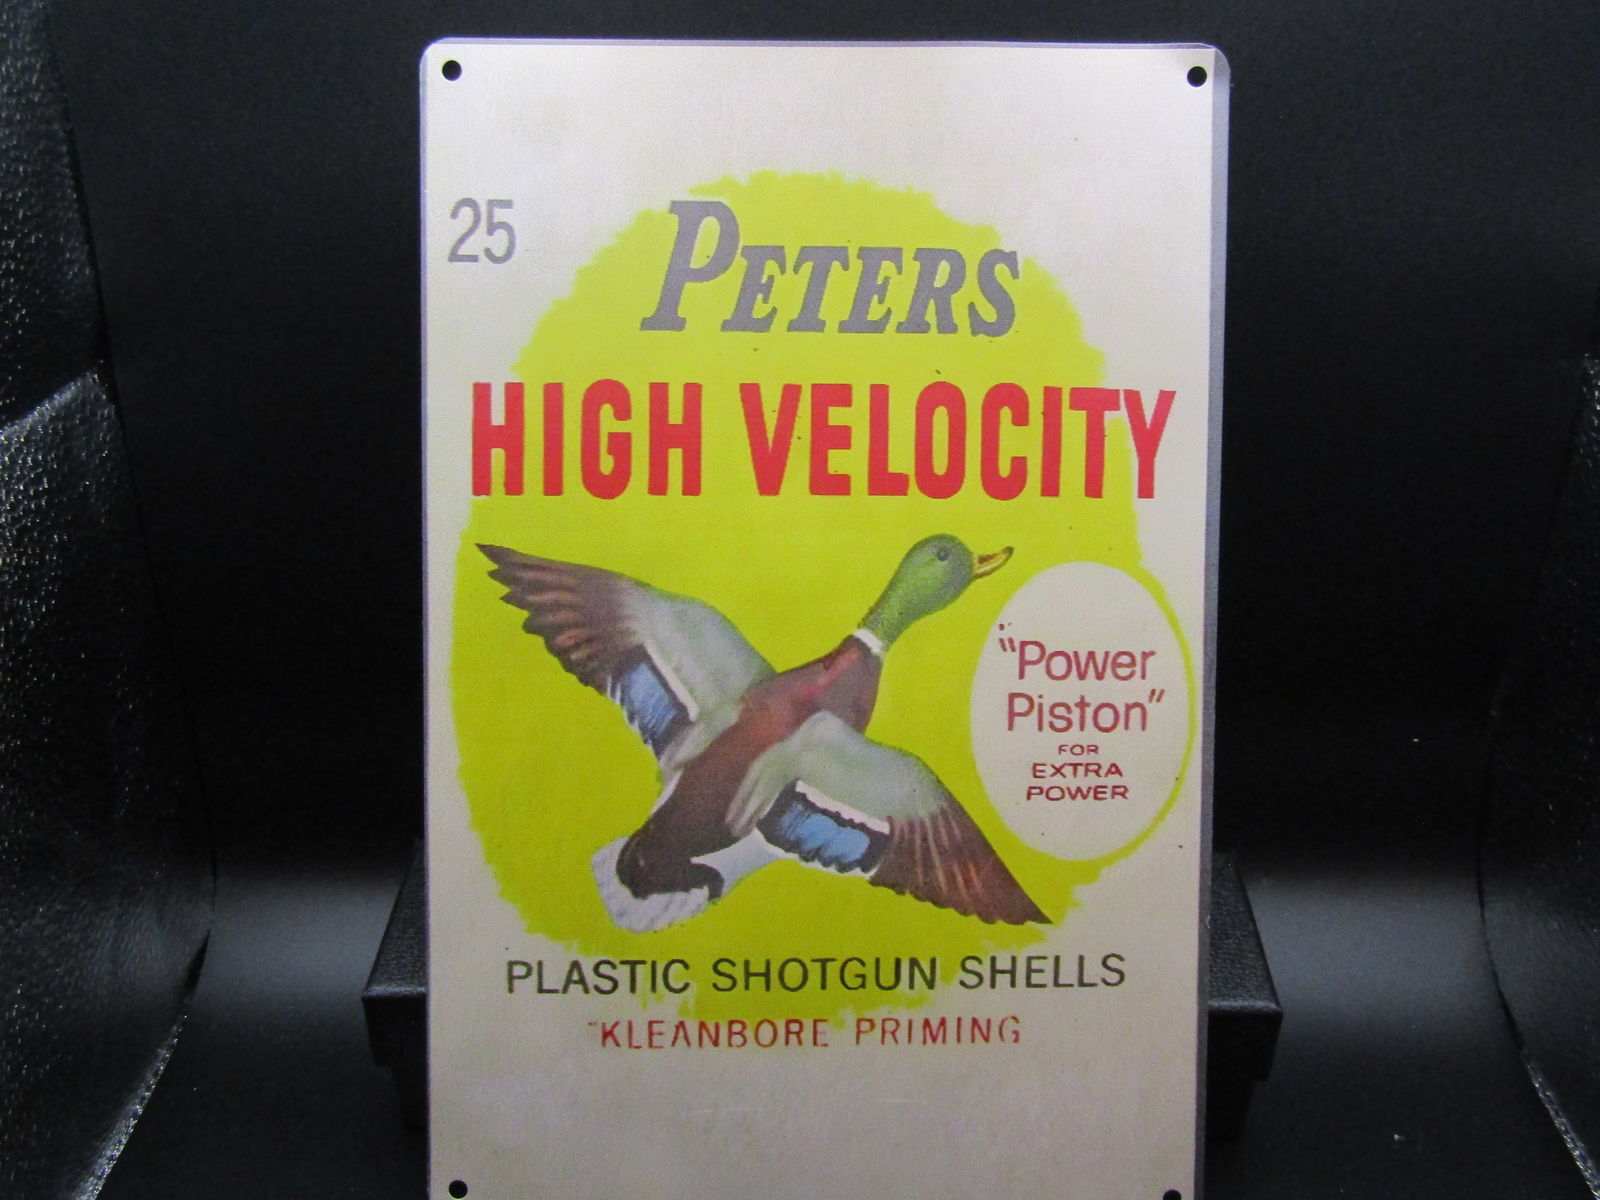 25
PETERS
HIGH VELOCITY
"Power
Piston"
FOR
EXTRA
POWER
PLASTIC SHOTGUN SHELLS
"KLEANBORE PRIMING